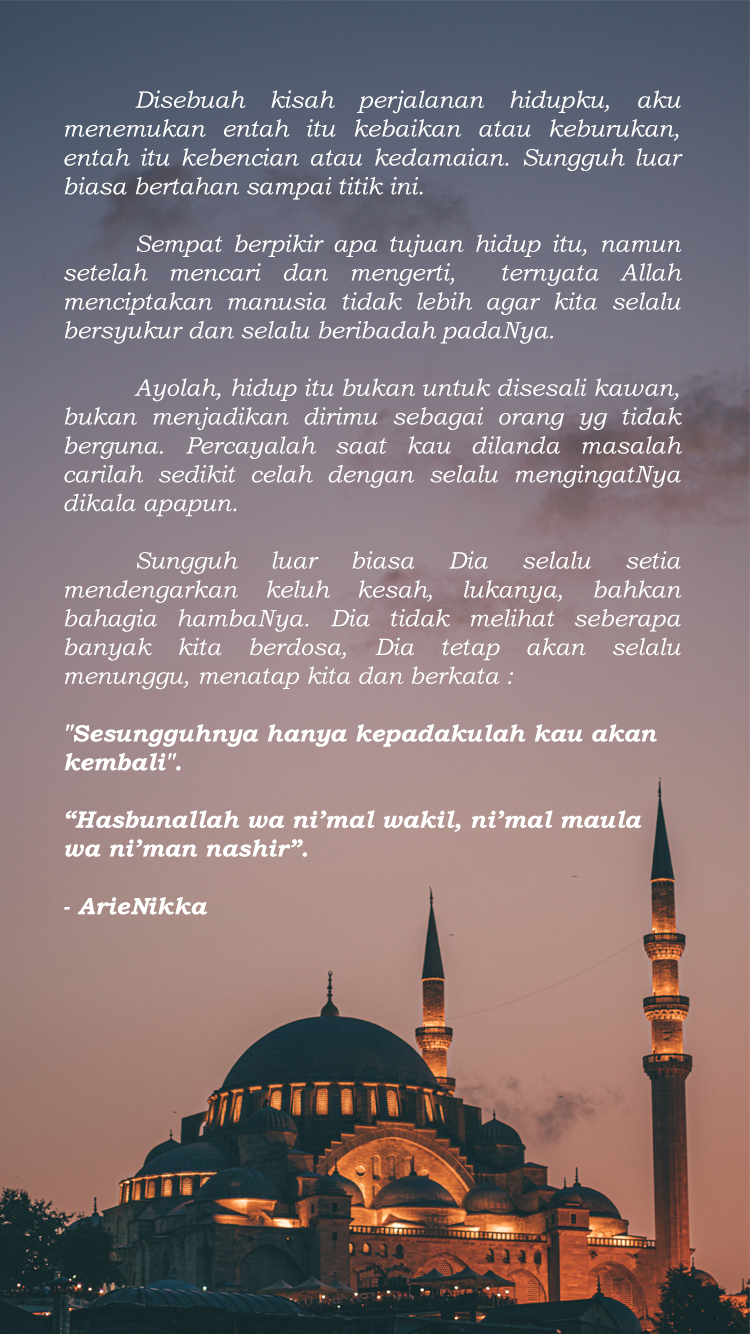 Disebuah kisah perjalanan hidupku, aku
menemukan entah itu kebaikan atau keburukan,
entah itu kebencian atau kedamaian. Sungguh luar
biasa bertahan sampai titik ini.
Sempat berpikir apa tujuan hidup itu, namun
setelah mencari dan mengerti, ternyata Allah
menciptakan manusia tidak lebih agar kita selalu
bersyukur dan selalu beribadah padaNya.
Ayolah, hidup itu bukan untuk disesali kawan,
bukan menjadikan dirimu sebagai orang yg tidak
berguna. Percayalah saat kau dilanda masalah
carilah sedikit celah dengan selalu mengingatNya
dikala apapun.
Sungguh luar biasa Dia selalu setia
mendengarkan keluh kesah, lukanya, bahkan
bahagia hambaNya. Dia tidak melihat seberapa
banyak kita berdosa, Dia tetap akan selalu
menunggu, menatap kita dan berkata :
"Sesungguhnya hanya kepadakulah kau akan
kembali".
“Hasbunallah wa ni’mal wakil, ni’mal maula
wa ni’man nashir”.
- ArieNikka